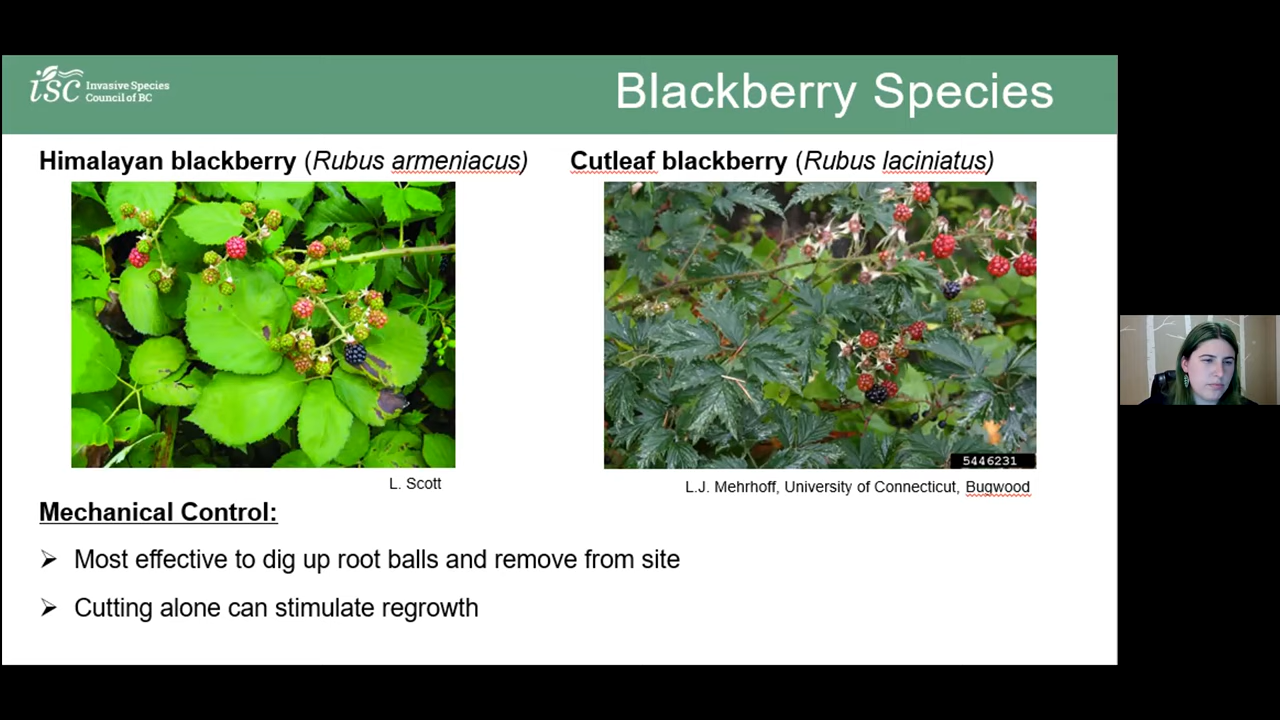 isc Invasive Species
Council of BC
Blackberry Species
Himalayan blackberry (Rubus armeniacus)
Cutleaf blackberry (Rubus laciniatus)
5446231
L. Scott
L.J. Mehrhoff, University of Connecticut, Bugwood
Mechanical Control:
➢ Most effective to dig up root balls and remove from site
➢ Cutting alone can stimulate regrowth